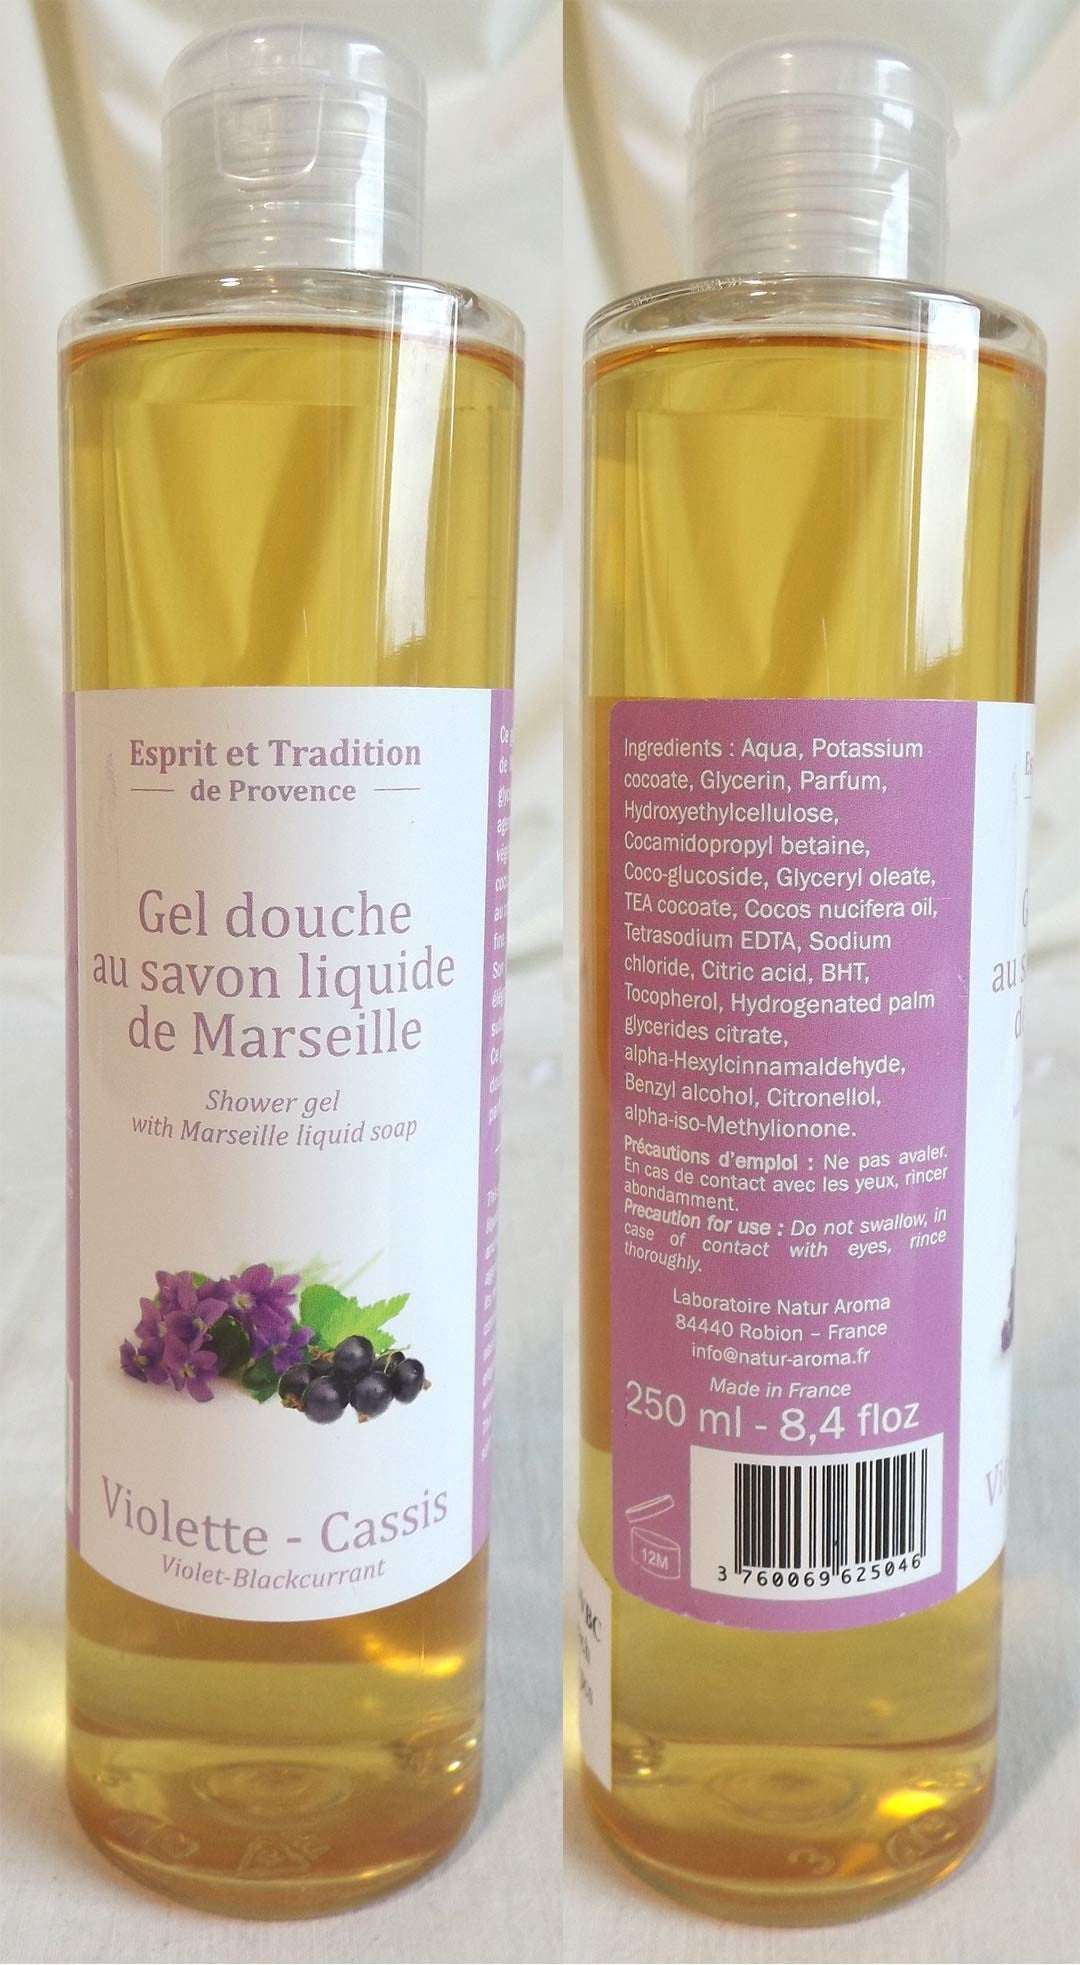 Esprit et Tradition
de Provence
Gel douche
au savon liquide
de Marseille
Shower gel
with Marseille liquid soap
Violette - Cassis
Violet-Blackcurrant
Ingredients : Aqua, Potassium
cocoate, Glycerin, Parfum,
Hydroxyethylcellulose,
Cocamidopropyl betaine,
Coco-glucoside, Glyceryl oleate,
TEA cocoate, Cocos nucifera oil,
Tetrasodium EDTA, Sodium
chloride, Citric acid, BHT,
Tocopherol, Hydrogenated palm
glycerides citrate,
alpha-Hexylcinnamaldehyde,
Benzyl alcohol, Citronellol,
alpha-iso-Methylionone.
Précautions d'emploi : Ne pas avaler.
En cas de contact avec les yeux, rincer
abondamment.
Precaution for use : Do not swallow, in
case of contact with eyes, rince
thoroughly.
Laboratoire Natur Aroma
84440 Robion – France
info@natur-aroma.fr
Made in France
250 ml - 8,4 floz
12M
3 760069 625046